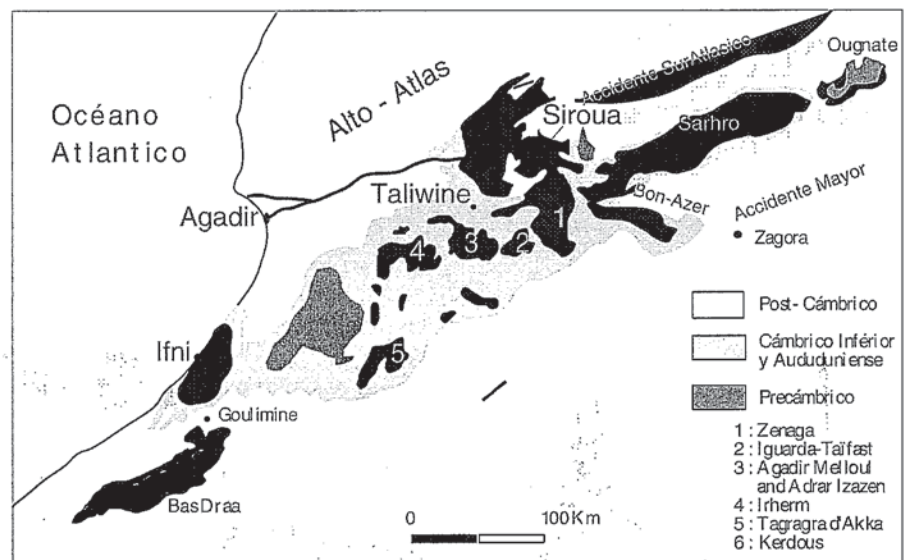 Océano
Atlantico
Alto - Atlas
Accidente SurAtlasico
Ougnate
Siroua
Sarhro
Taliwine
Agadir
Bon-Azer
Accidente Mayor
Zagora
1
2
3
4
5
Ifni
Goulimine
BasDraa
Post- Cámbrico
Cámbrico Inférior
y Aududuniense
Precámbrico
1 : Zenaga
2 : Iguarda-Taïfast
3 : Agadir Melloul
and Adrar Izazen
4 : Irherm
5 : Tagragra d'Akka
6 : Kerdous
0 100Km